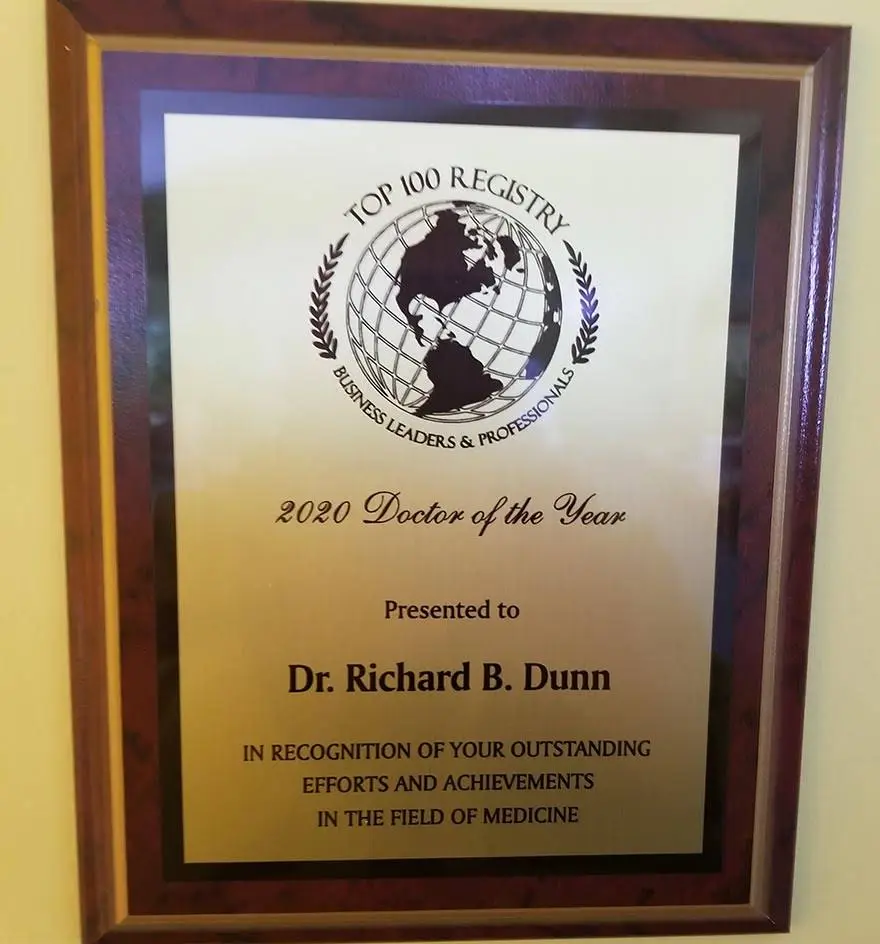 TOP 100 REGISTRY
BUSINESS LEADERS & PROFESSIONALS
2020 Doctor of the Year
Presented to
Dr. Richard B. Dunn
IN RECOGNITION OF YOUR OUTSTANDING
EFFORTS AND ACHIEVEMENTS
IN THE FIELD OF MEDICINE